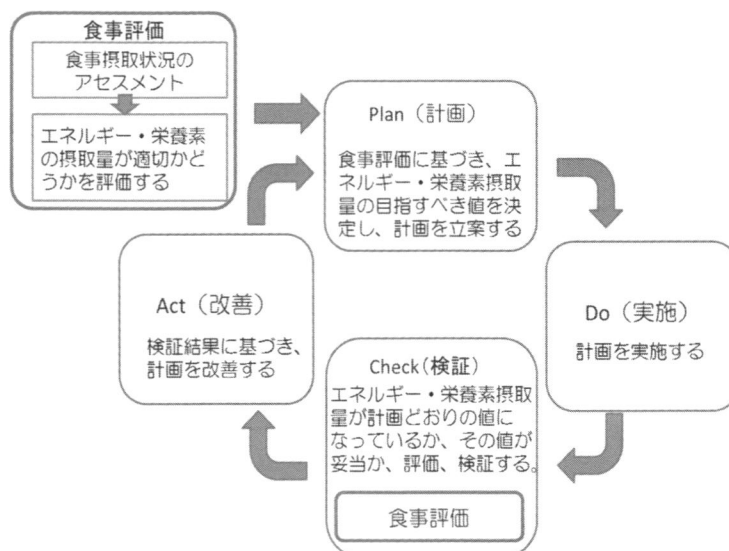 食事評価
食事摂取状況の
アセスメント
エネルギー・栄養素
の摂取量が適切かど
うかを評価する
Plan（計画）
食事評価に基づき、エ
ネルギー・栄養素摂取
量の目指すべき値を決
定し、計画を立案する
Do（実施）
計画を実施する
Check（検証）
エネルギー・栄養素摂取
量が計画どおりの値に
なっているか、その値が
妥当か、評価、検証する。
食事評価
Act（改善）
検証結果に基づき、
計画を改善する